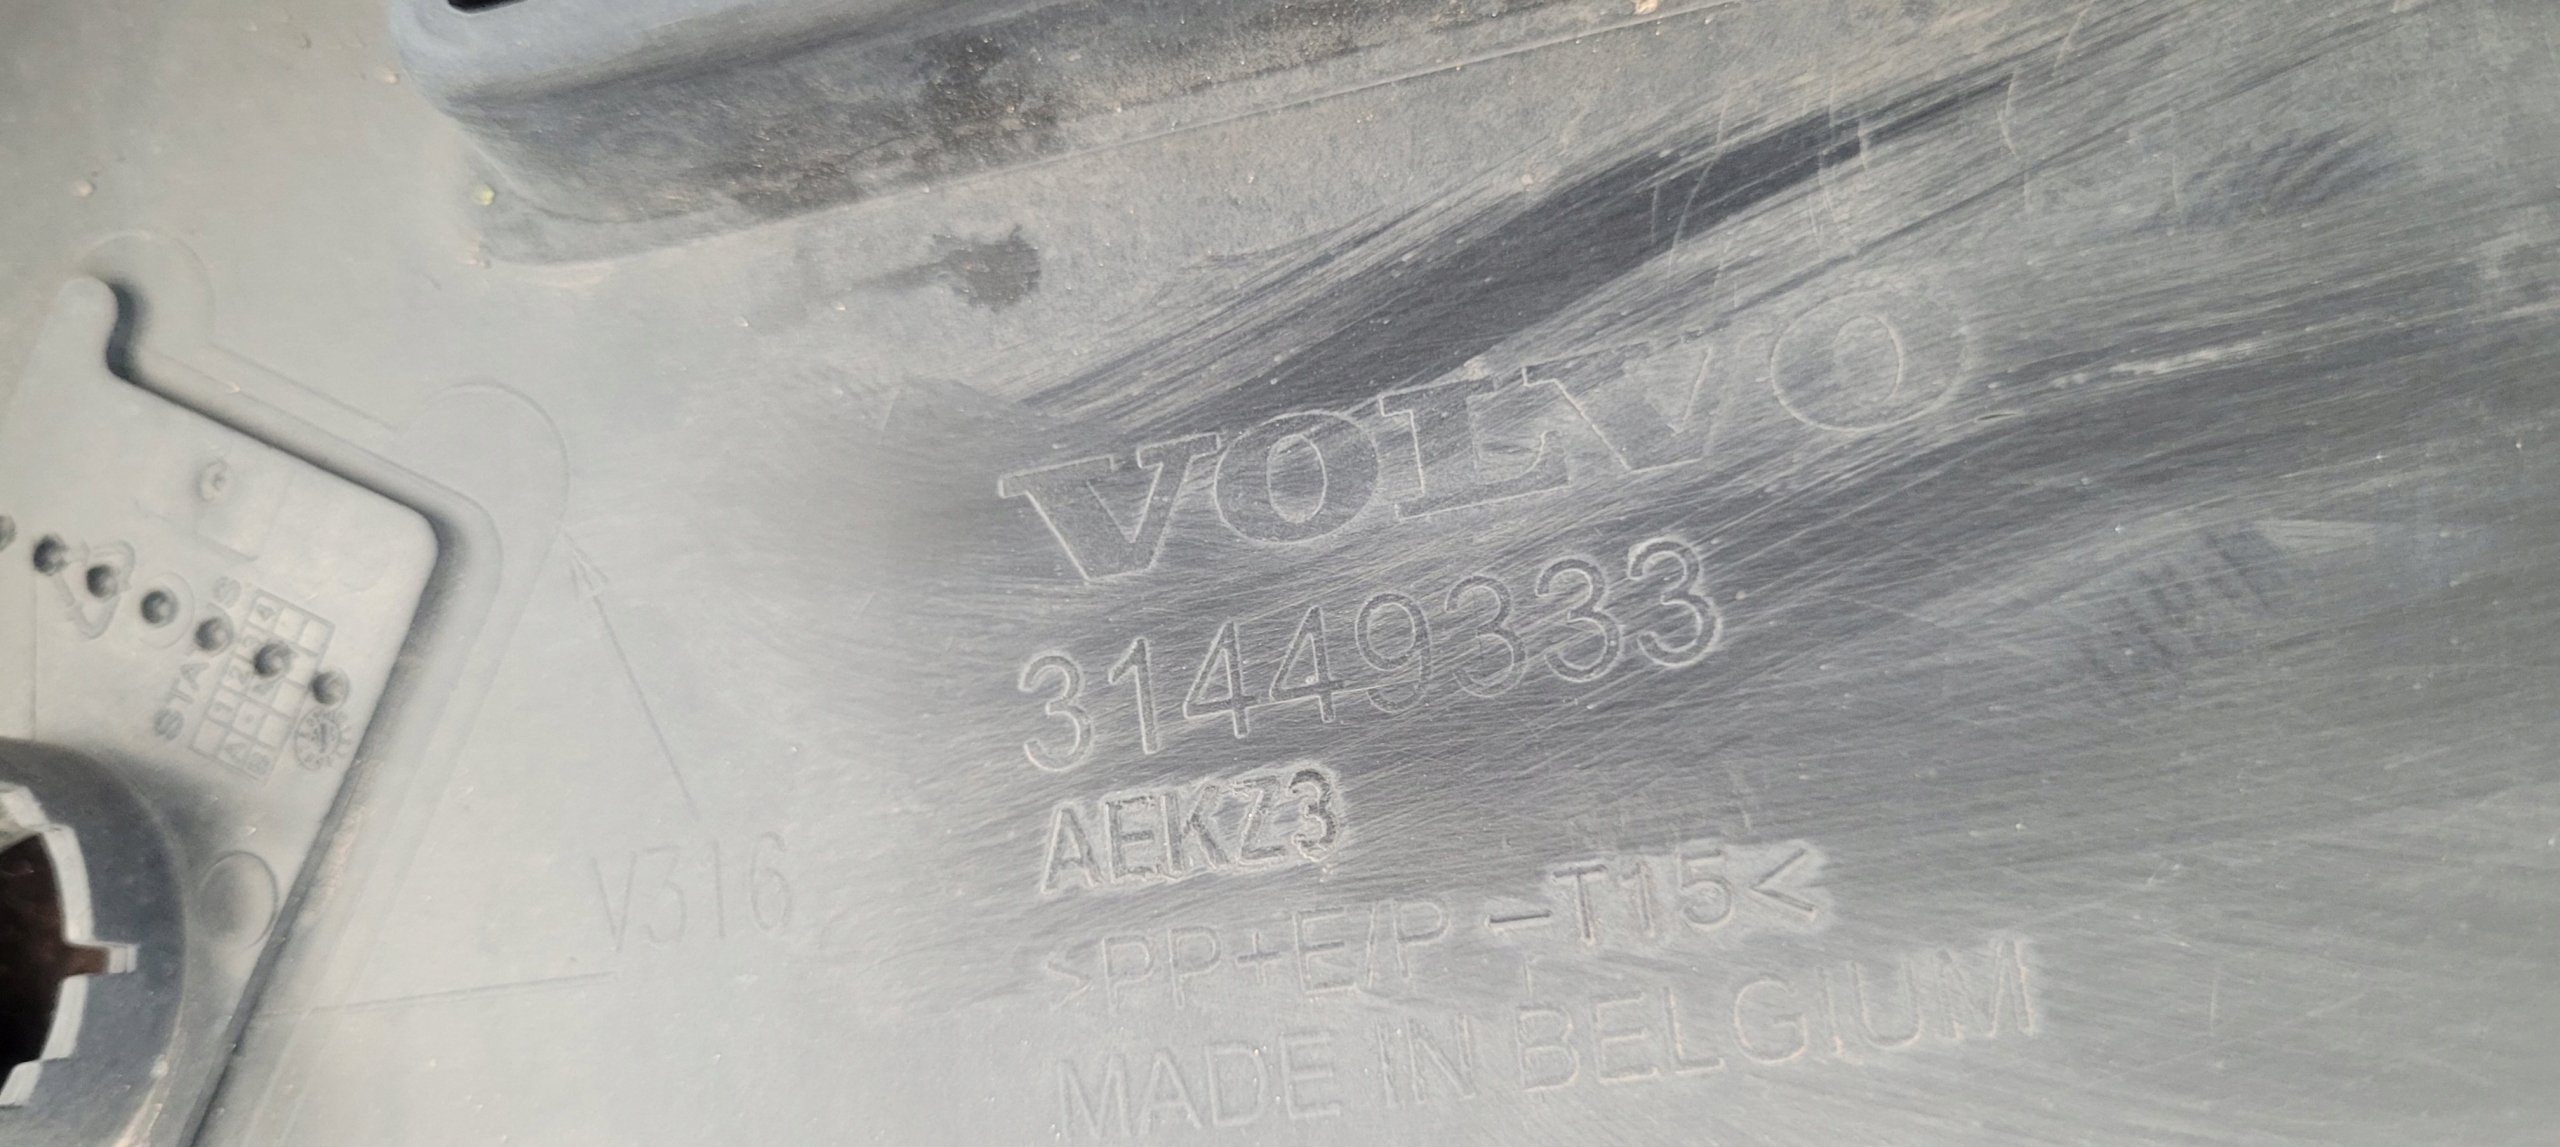 VOLVO
31449333
AEKZ3
>PP+E/P-T15<
MADE IN BELGIUM
V316